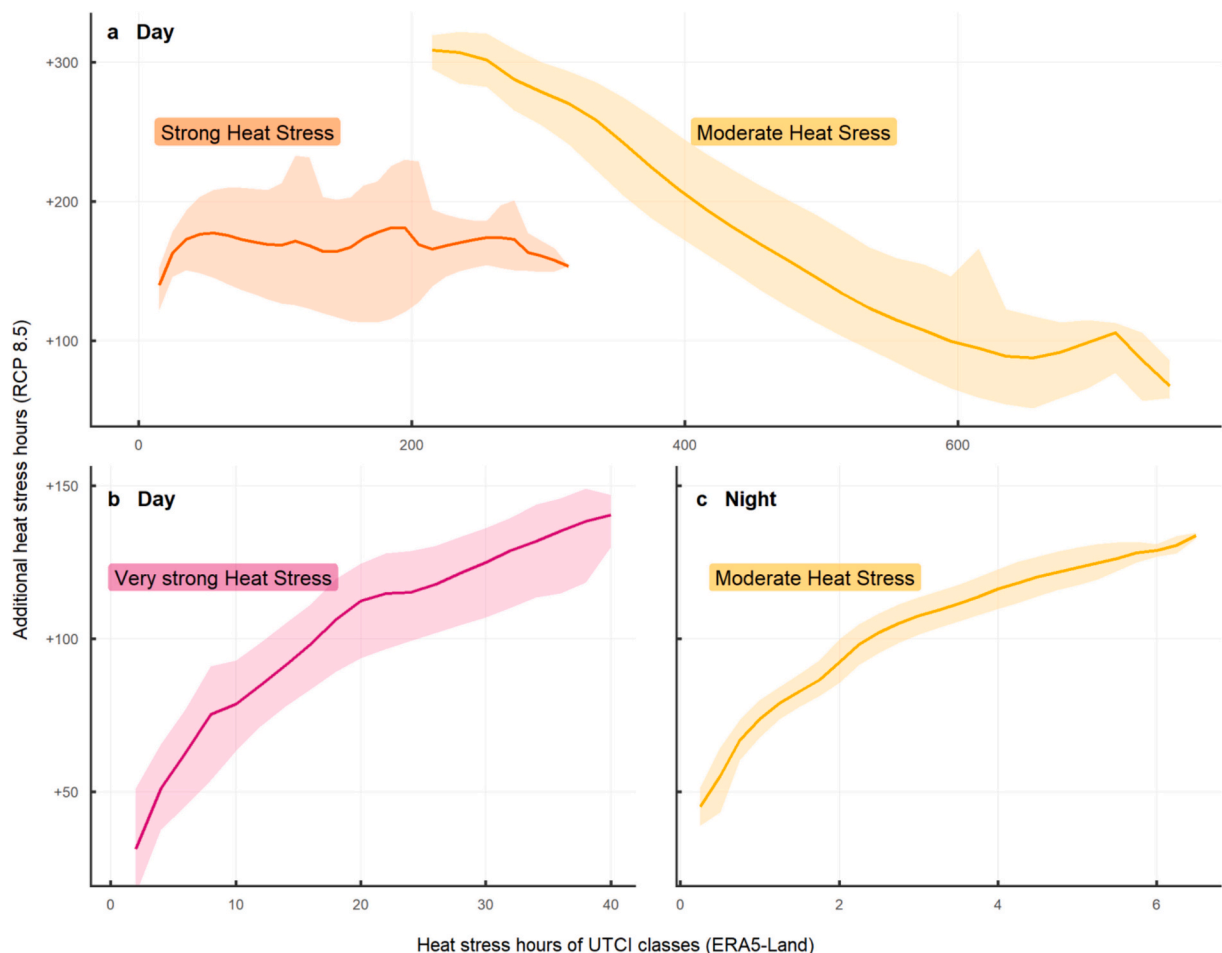 a Day
+300
Strong Heat Stress
Moderate Heat Sress
+200
+100
0
200
400
600
Additional heat stress hours (RCP 8.5)
+150
b Day
c Night
Very strong Heat Stress
Moderate Heat Stress
+100
+50
0
10
20
30
40
0
2
4
6
Heat stress hours of UTCI classes (ERA5-Land)